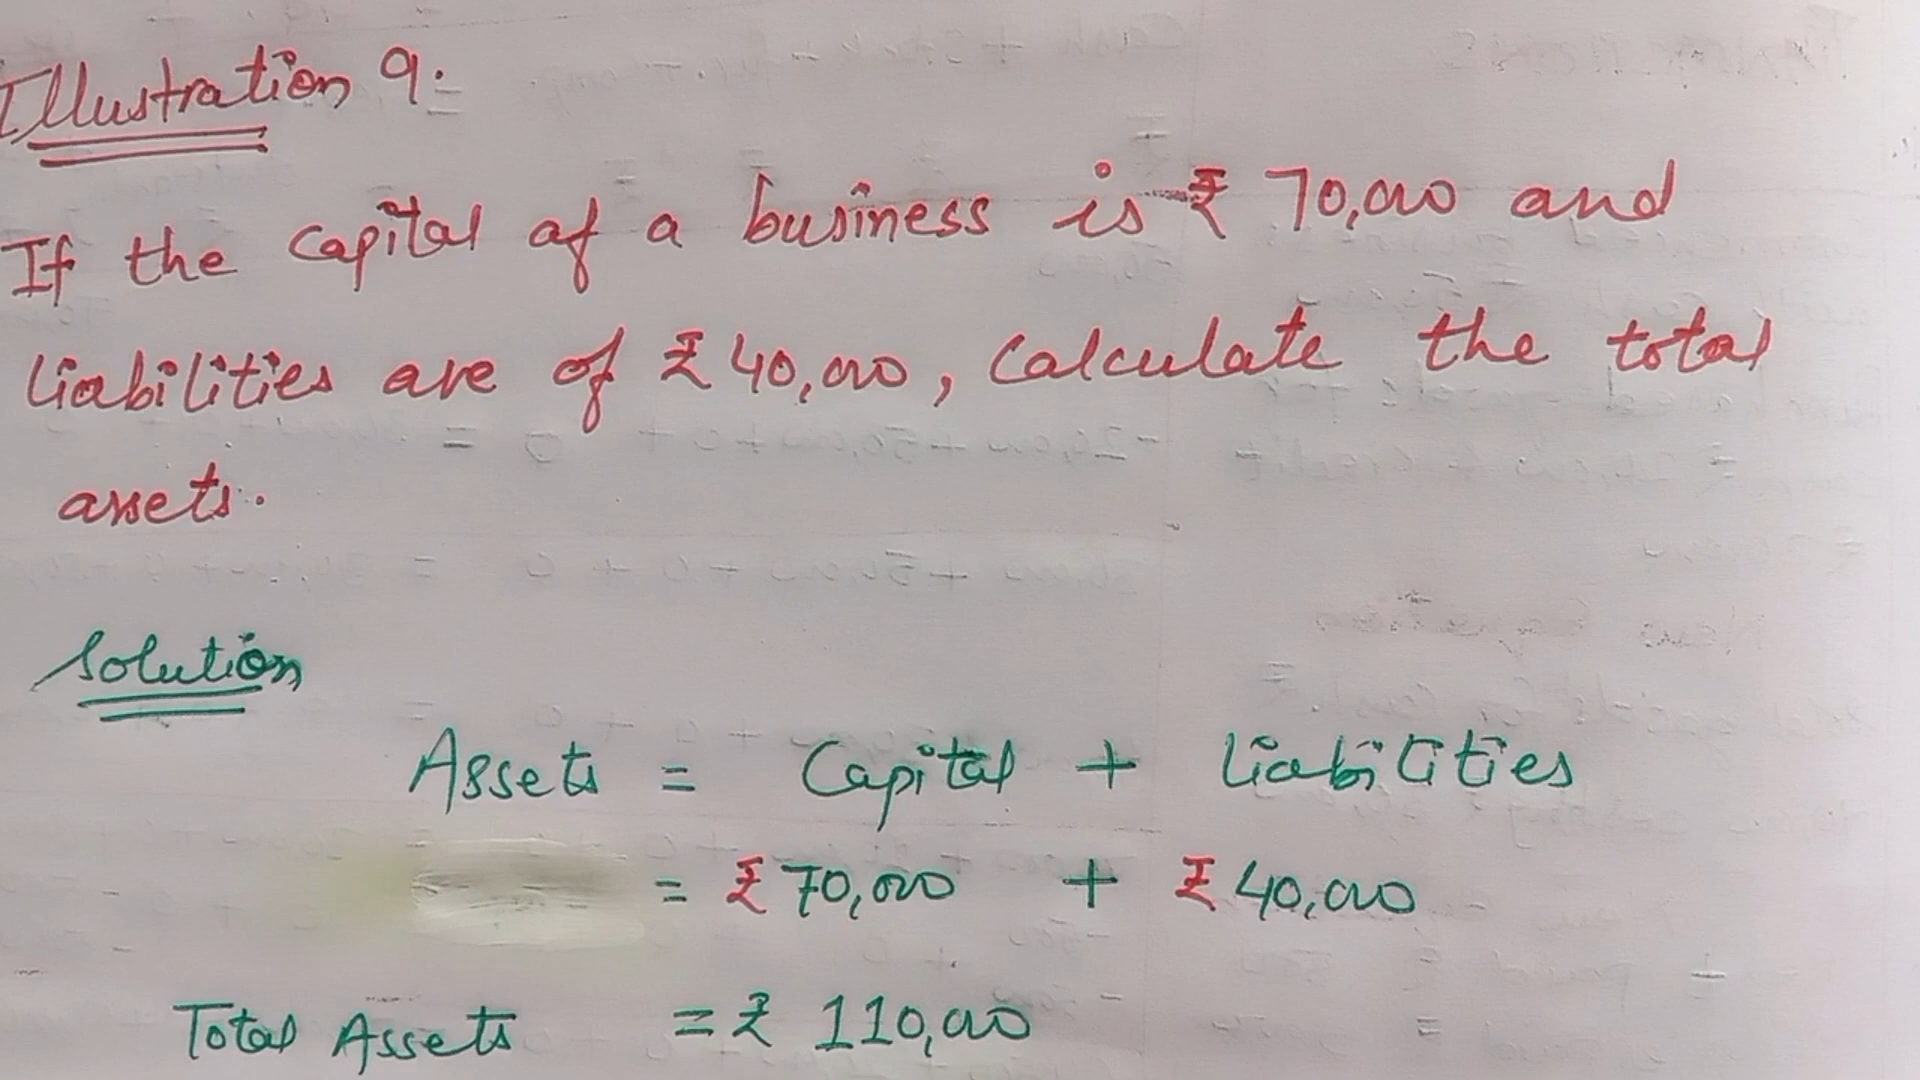 Illustration 9:
If the capital of a business is ₹ 70,000 and
liabilities are of ₹ 40,000, calculate the total
assets.
Solution
Assets = Capital + liabilities
= ₹ 70,000 + ₹ 40,000
Total Assets = ₹ 110,000